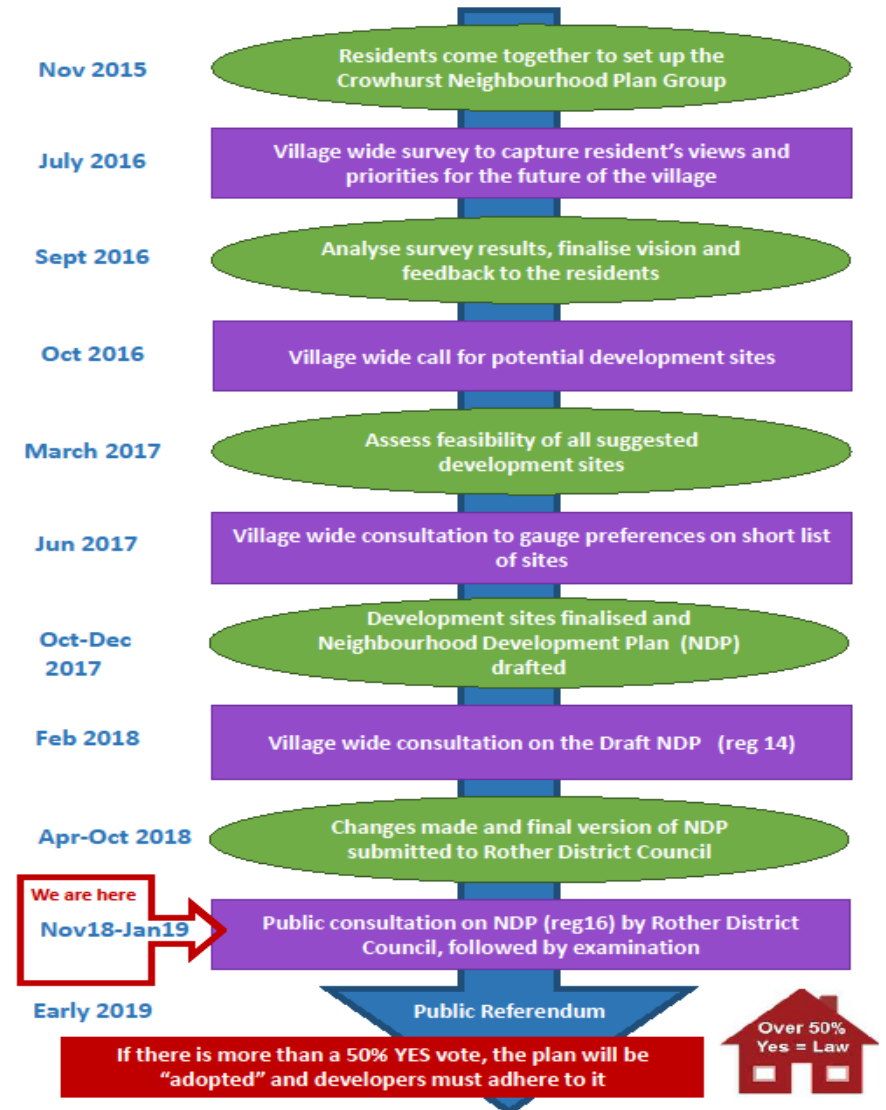 Nov 2015
Residents come together to set up the
Crowhurst Neighbourhood Plan Group
July 2016
Village wide survey to capture resident's views and
priorities for the future of the village
Sept 2016
Analyse survey results, finalise vision and
feedback to the residents
Oct 2016
Village wide call for potential development sites
March 2017
Assess feasibility of all suggested
development sites
Jun 2017
Village wide consultation to gauge preferences on short list
of sites
Oct-Dec
2017
Development sites finalised and
Neighbourhood Development Plan (NDP)
drafted
Feb 2018
Village wide consultation on the Draft NDP (reg 14)
Apr-Oct 2018
Changes made and final version of NDP
submitted to Rother District Council
We are here
Nov18-Jan19
Public consultation on NDP (reg16) by Rother District
Council, followed by examination
Early 2019
Public Referendum
If there is more than a 50% YES vote, the plan will be
“adopted” and developers must adhere to it
Over 50%
Yes = Law